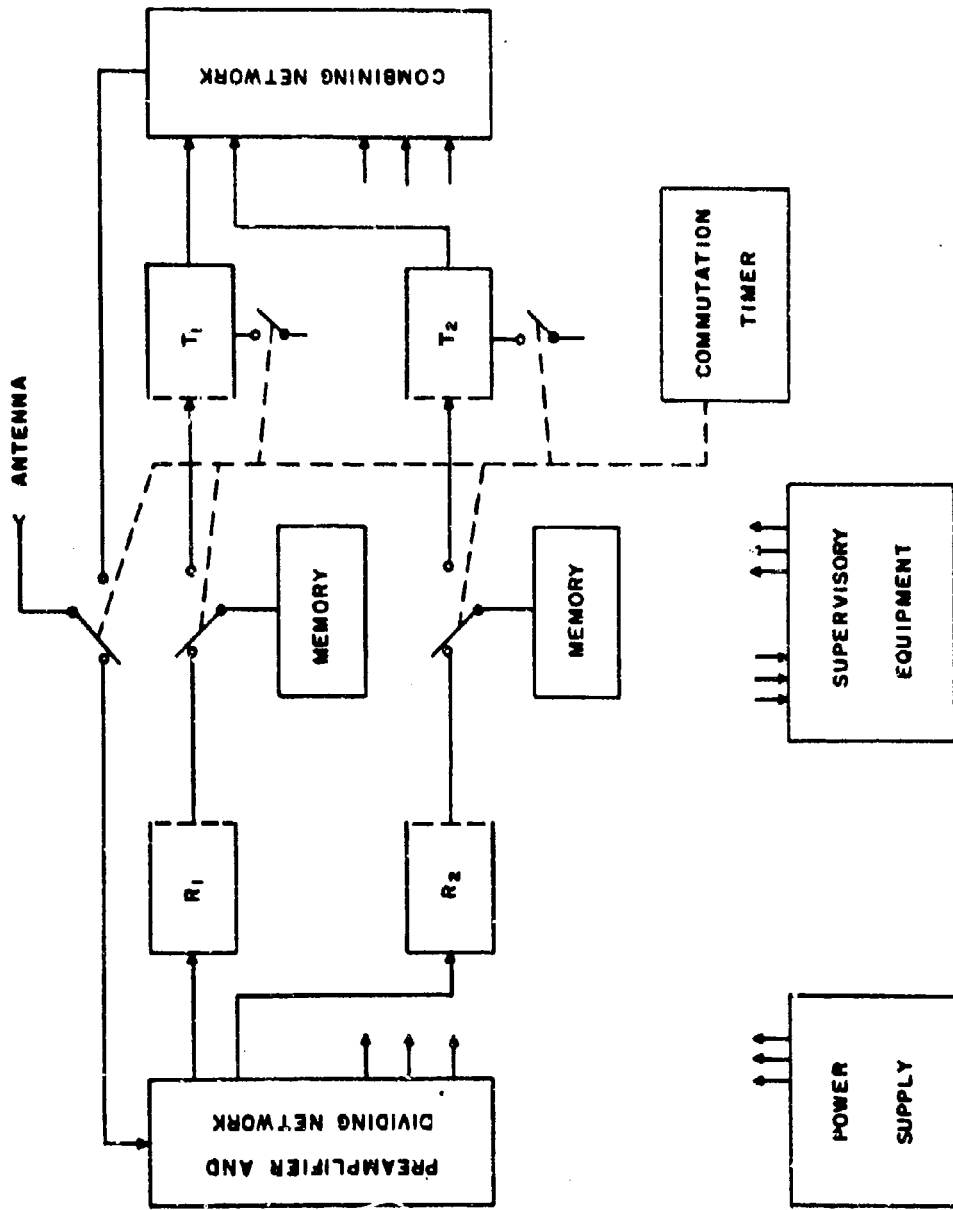 ANTENNA
PREAMPLIFIER AND
DIVIDING NETWORK
R1
R2
MEMORY
MEMORY
T1
T2
COMBINING NETWORK
POWER
SUPPLY
SUPERVISORY
EQUIPMENT
COMMUTATION
TIMER